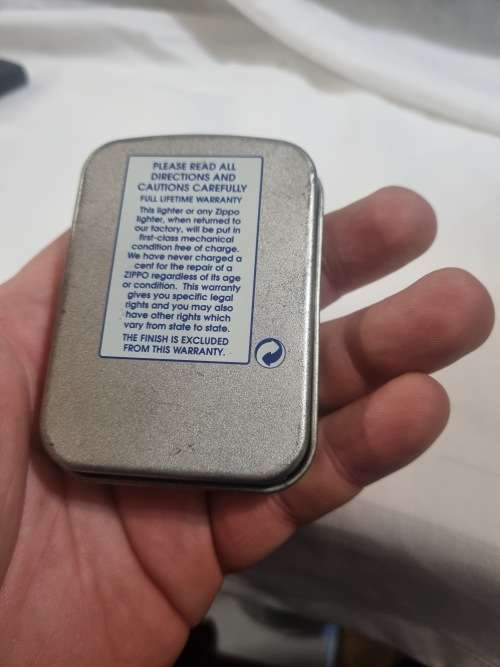 PLEASE READ ALL
DIRECTIONS AND
CAUTIONS CAREFULLY
FULL LIFETIME WARRANTY
This lighter or any Zippo
lighter, when returned to
our factory, will be put in
first-class mechanical
condition free of charge.
We have never charged a
cent for the repair of a
ZIPPO regardless of its age
or condition. This warranty
gives you specific legal
rights and you may also
have other rights which
vary from state to state.
THE FINISH IS EXCLUDED
FROM THIS WARRANTY.